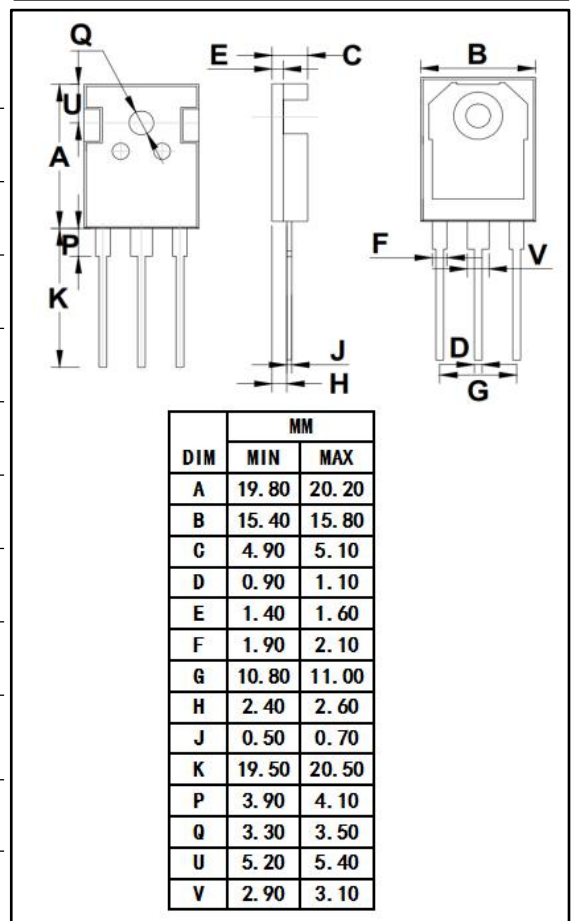 Q
E C B
U
A
P
K
F V
J D
H G
MM
DIM MIN MAX
A 19.80 20.20
B 15.40 15.80
C 4.90 5.10
D 0.90 1.10
E 1.40 1.60
F 1.90 2.10
G 10.80 11.00
H 2.40 2.60
J 0.50 0.70
K 19.50 20.50
P 3.90 4.10
Q 3.30 3.50
U 5.20 5.40
V 2.90 3.10